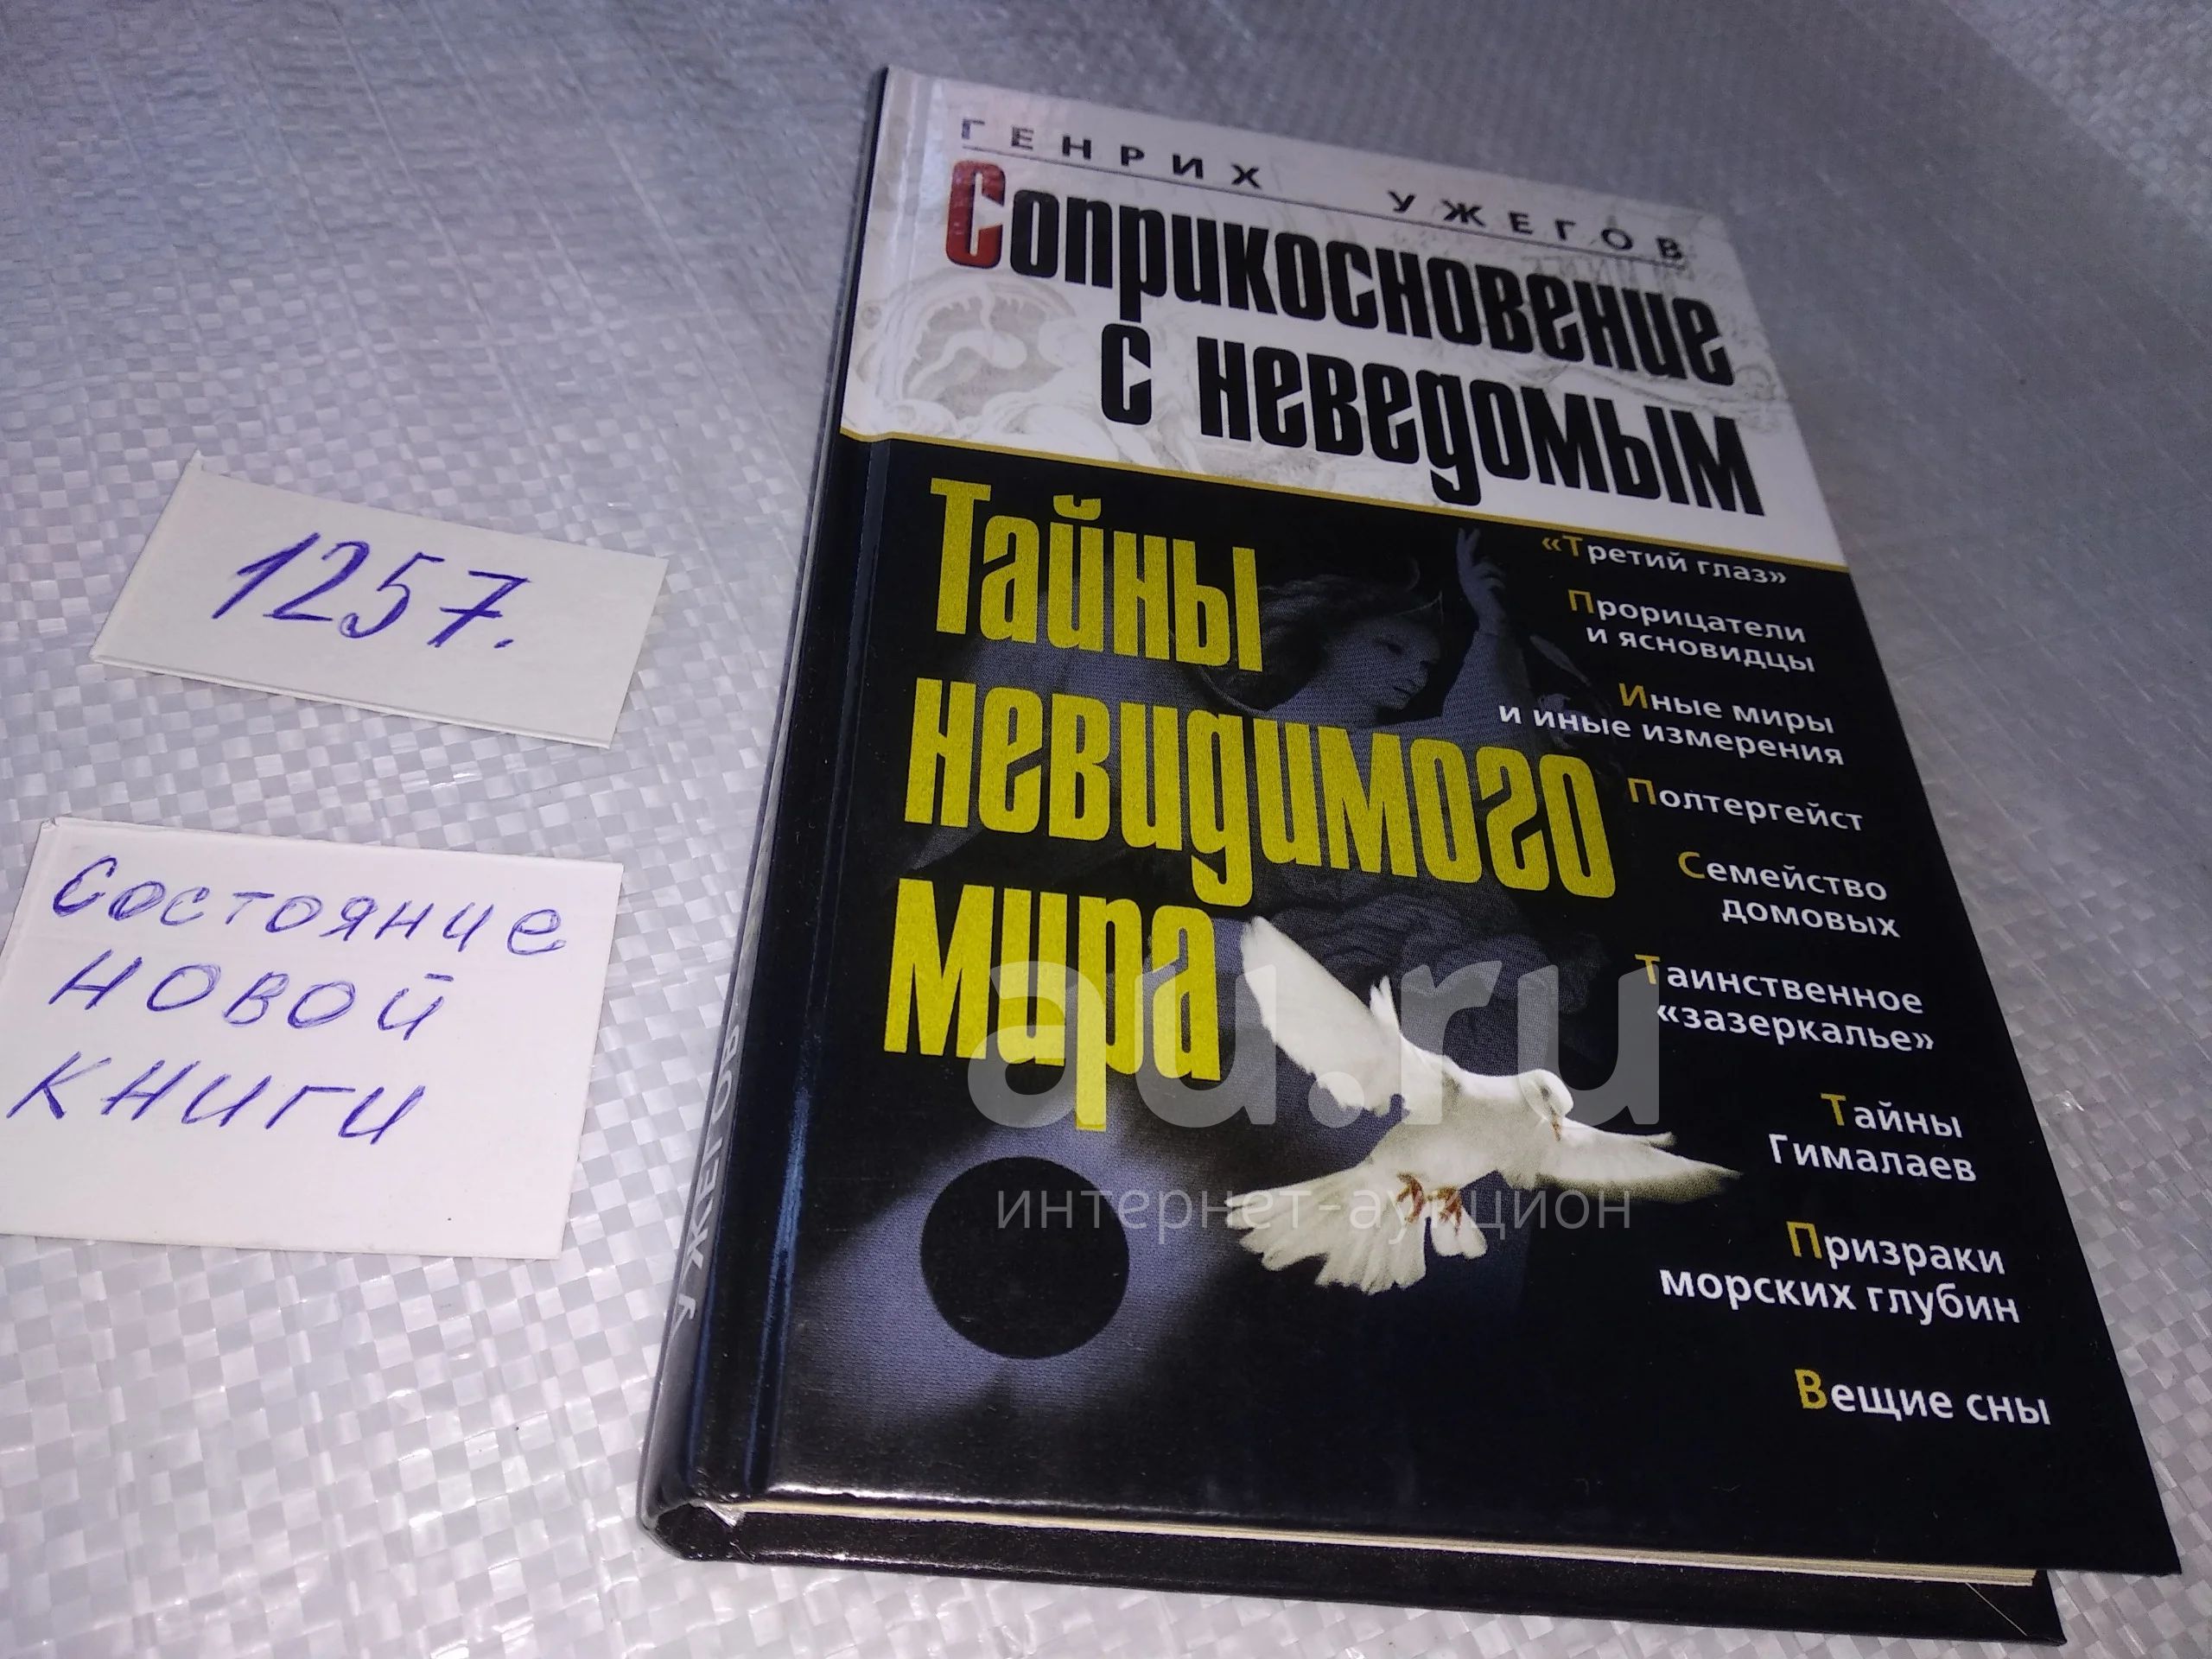 ГЕНРИХ УЖЕГОВ
Соприкосновение
с неведомым
Тайны
невидимого
мира
«Третий глаз»
Прорицатели
и ясновидцы
Иные миры
и иные измерения
Полтергейст
Семейство
домовых
Таинственное
«зазеркалье»
Тайны
Гималаев
Призраки
морских глубин
Вещие сны
УЖЕГОВ
1257.
Состояние
новой
книги
au.ru
интернет-аукцион